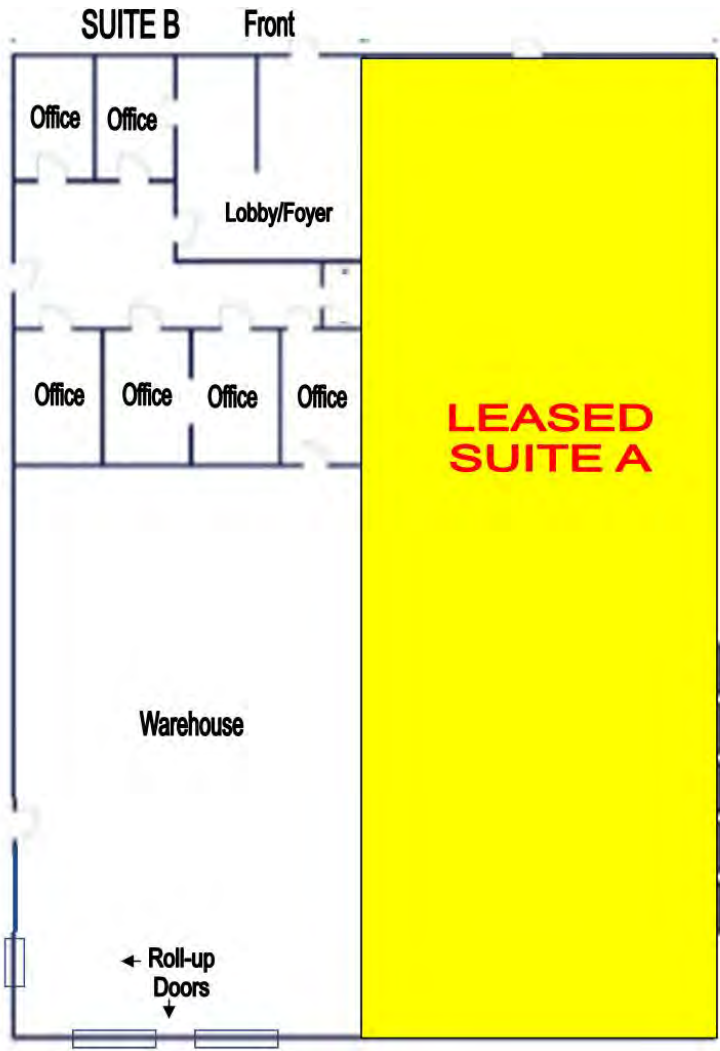 SUITE B
Front
Office
Office
Lobby/Foyer
Office
Office
Office
Office
LEASED
SUITE A
Warehouse
Roll-up
Doors